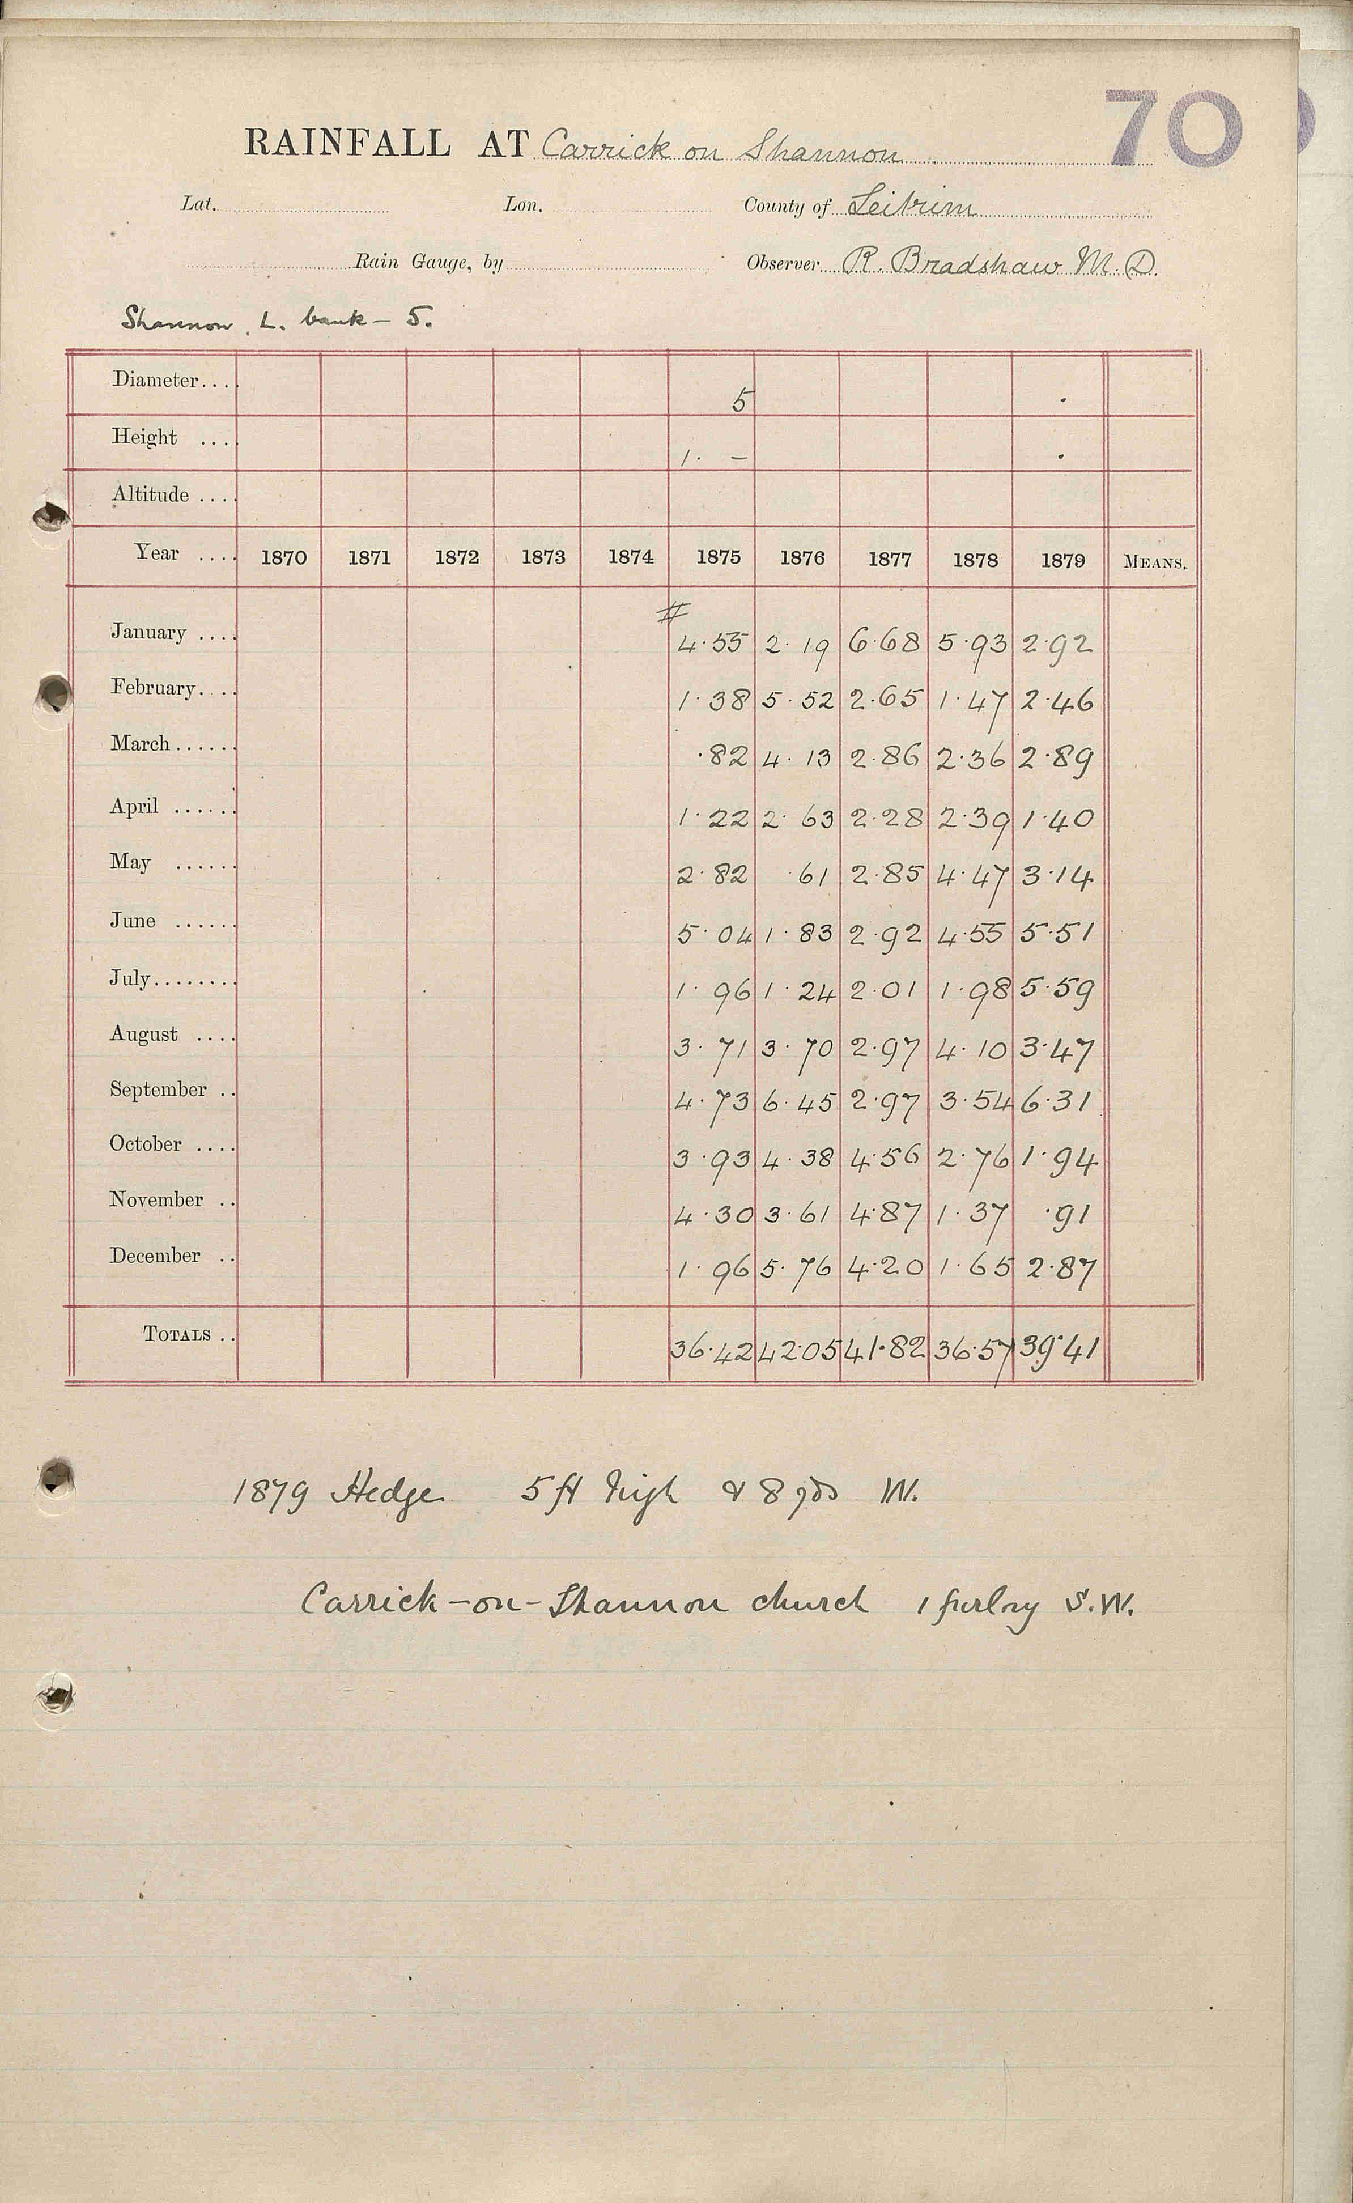 70
RAINFALL AT Carrick on Shannon
Lat. Lon. County of Leitrim
Rain Gauge, by Observer R. Bradshaw M.D.
Shannon, L. bank - 5.
Diameter.... 5 .
Height .... 1. - .
Altitude ....
Year .... 1870 1871 1872 1873 1874 1875 1876 1877 1878 1879 MEANS.
#
January .... 4.55 2.19 6.68 5.93 2.92
February.... 1.38 5.52 2.65 1.47 2.46
March...... .82 4.13 2.86 2.36 2.89
April ...... 1.22 2.63 2.28 2.39 1.40
May ...... 2.82 .61 2.85 4.47 3.14
June ...... 5.04 1.83 2.92 4.55 5.51
July........ 1.96 1.24 2.01 1.98 5.59
August .... 3.71 3.70 2.97 4.10 3.47
September .. 4.73 6.45 2.97 3.54 6.31
October .... 3.93 4.38 4.56 2.76 1.94
November .. 4.30 3.61 4.87 1.37 .91
December .. 1.96 5.76 4.20 1.65 2.87
TOTALS .. 36.42 42.05 41.82 36.57 39.41
1879 Hedge 5 ft high & 8 yds W.
Carrick-on-Shannon church 1 furlong S.W.